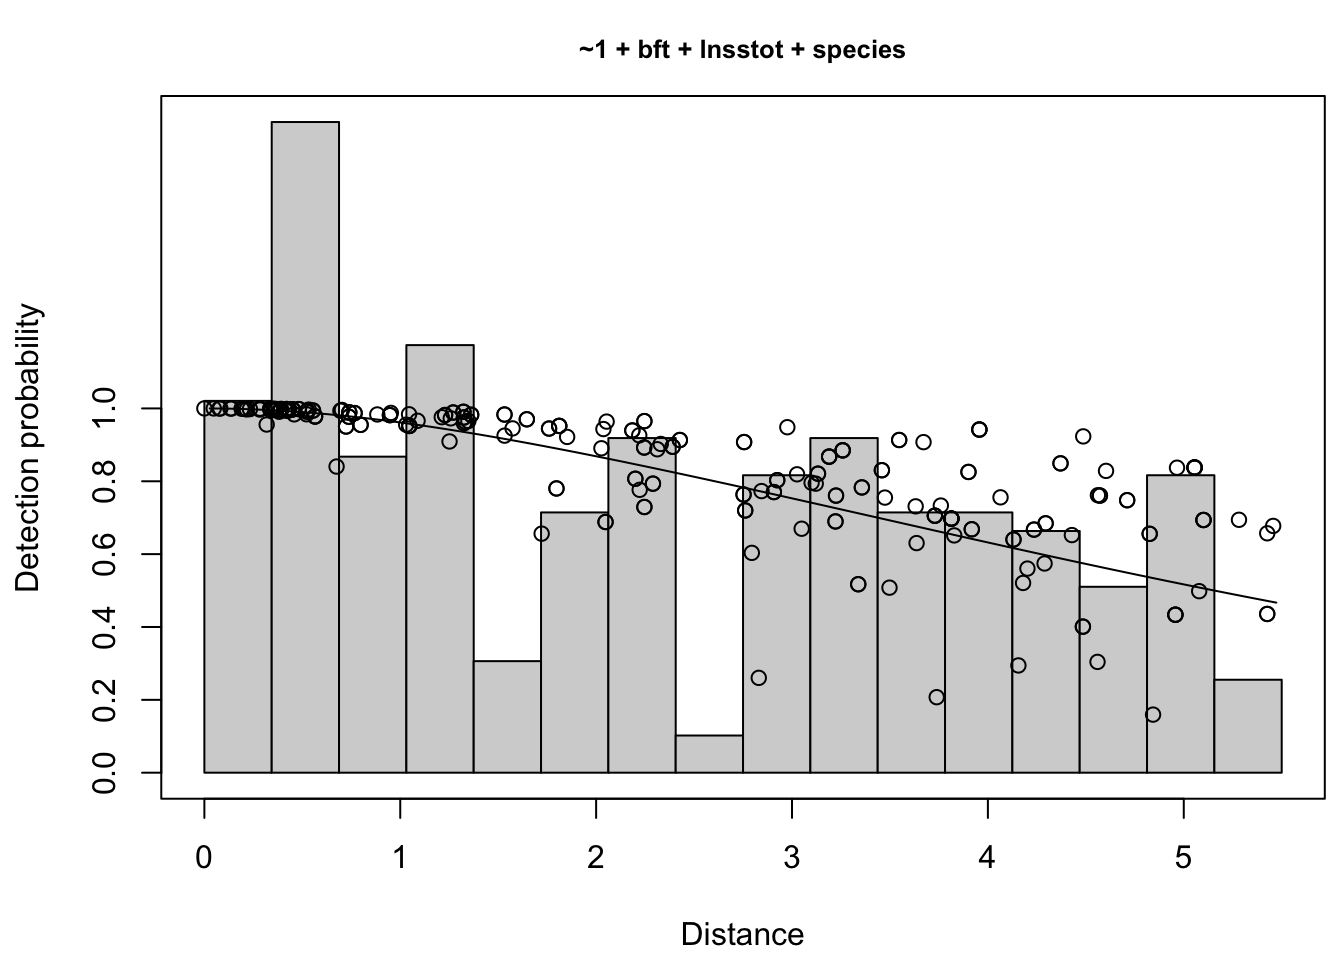 ~1 + bft + lnsstot + species
Detection probability
1.0
0.8
0.6
0.4
0.2
0.0
0 1 2 3 4 5
Distance